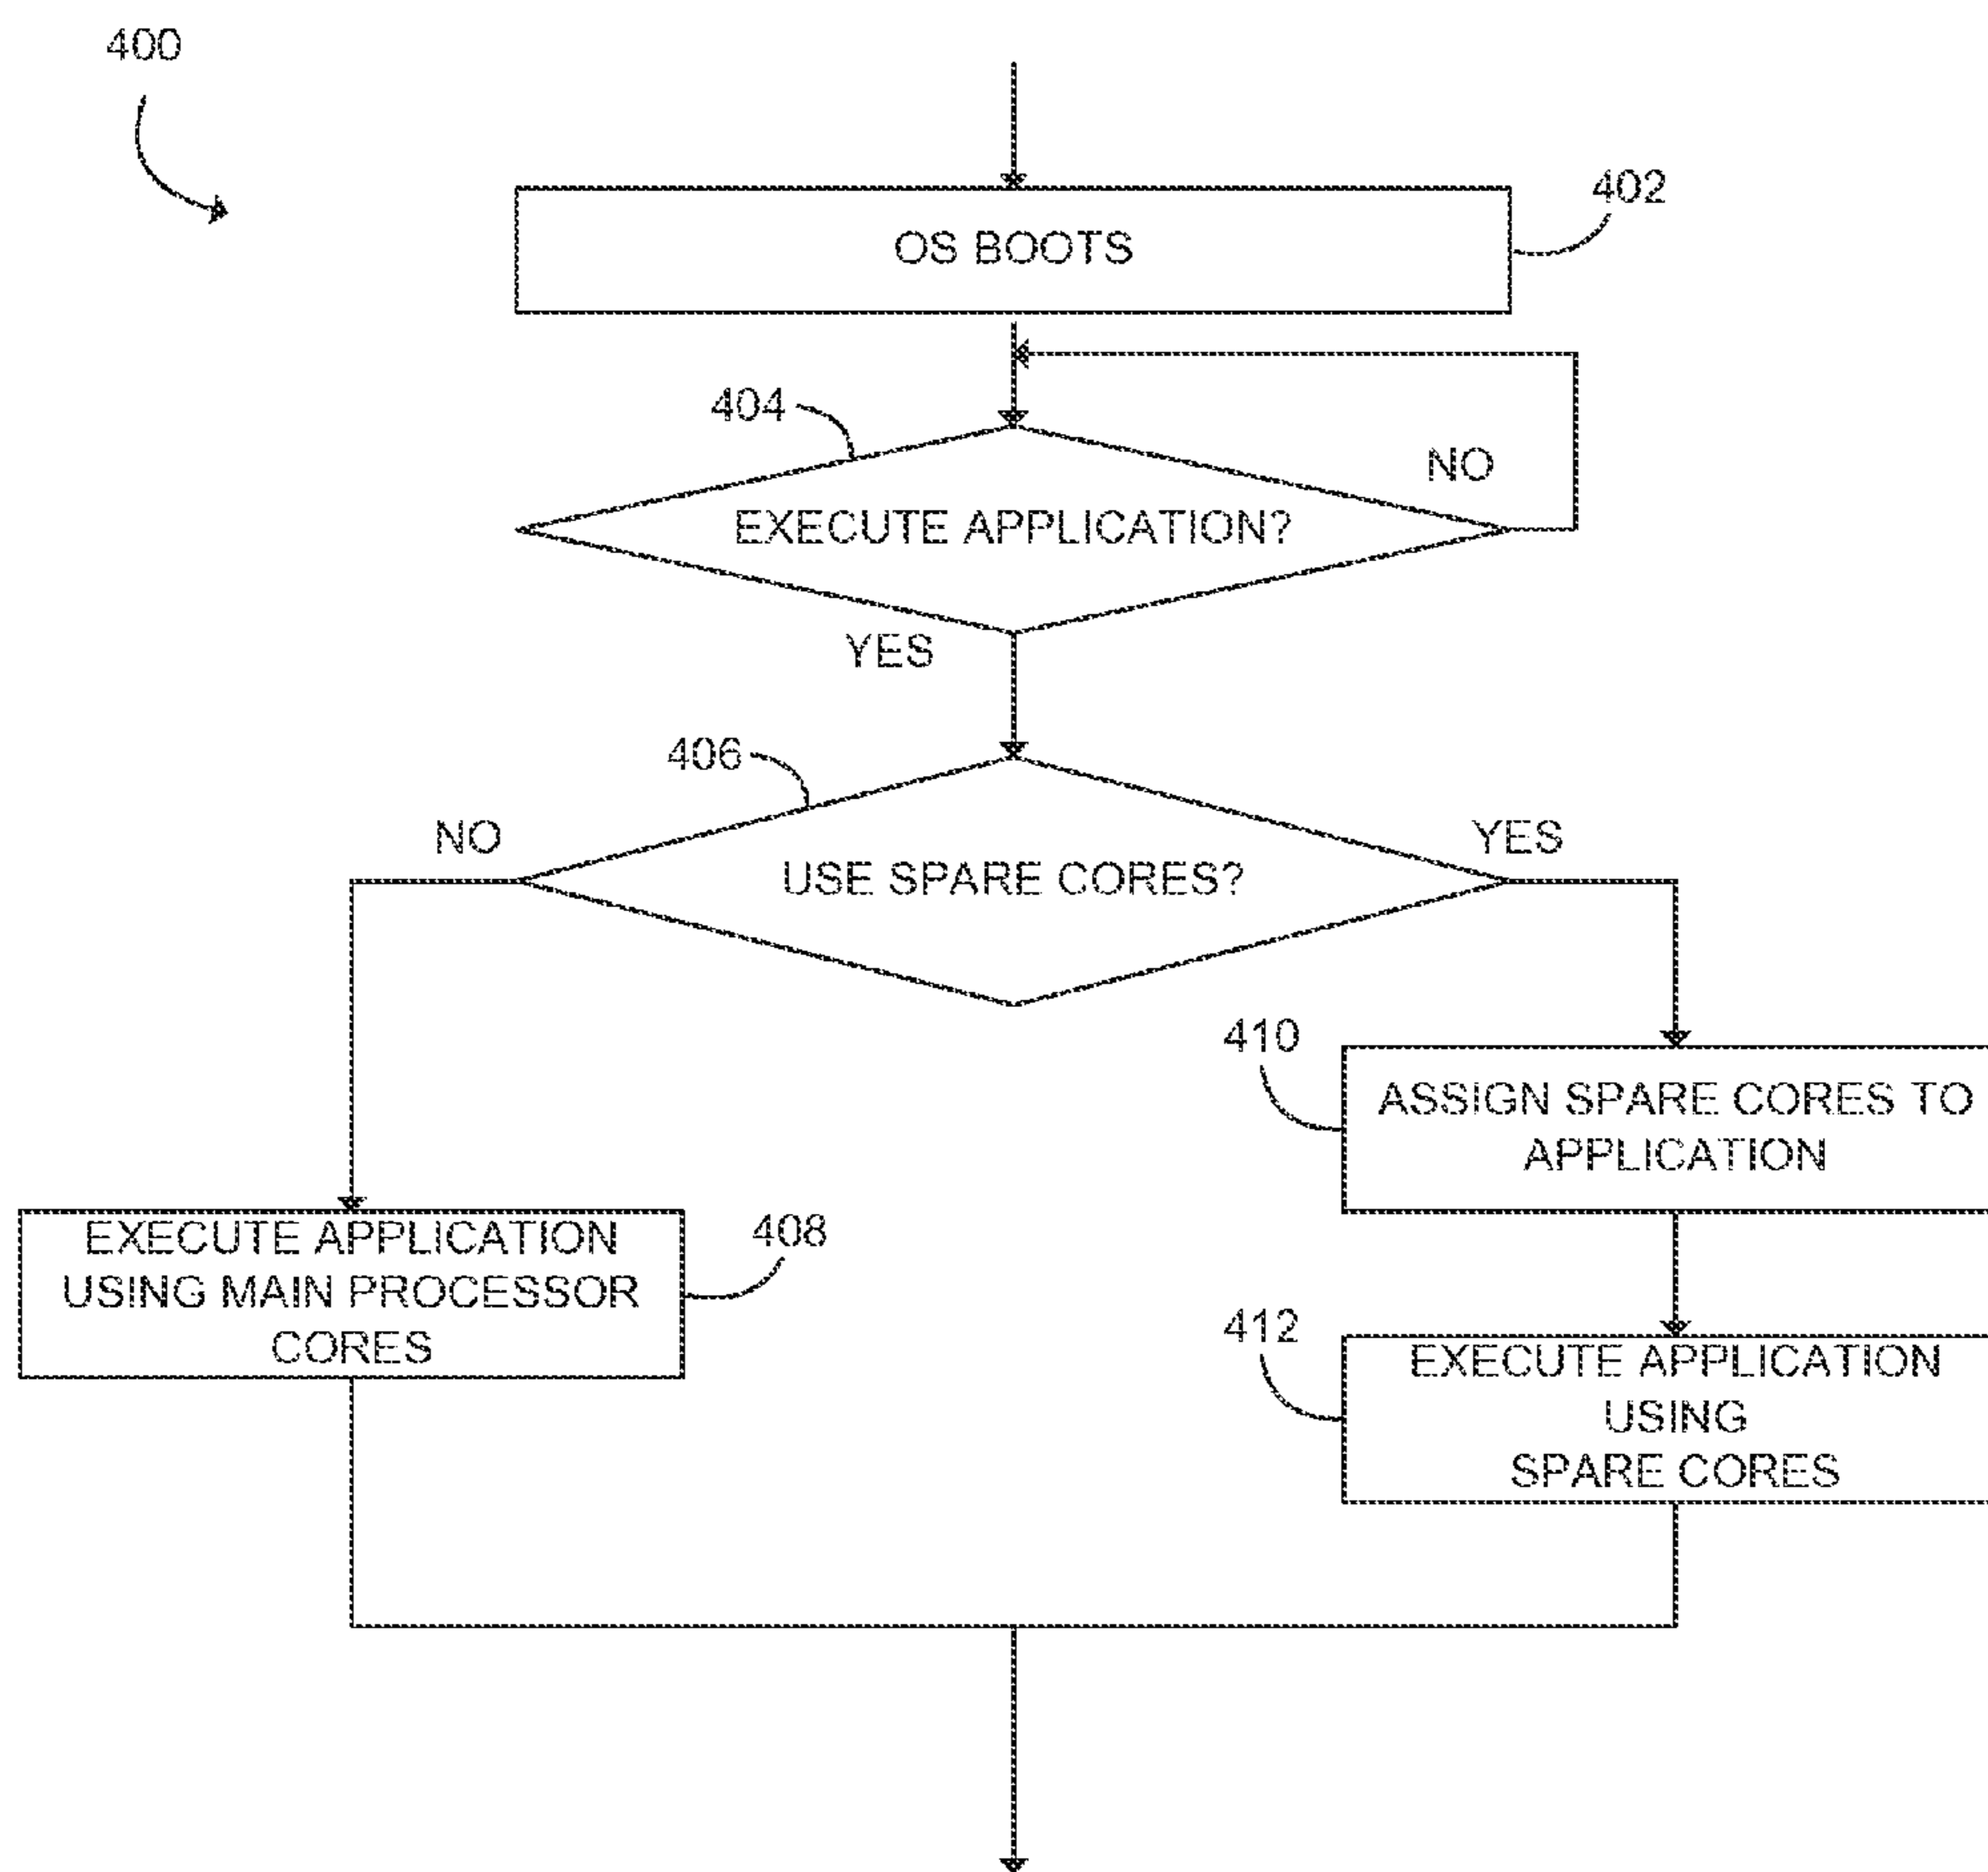 400
402
OS BOOTS
404
NO
EXECUTE APPLICATION?
YES
406
NO
YES
USE SPARE CORES?
410
ASSIGN SPARE CORES TO
APPLICATION
EXECUTE APPLICATION
USING MAIN PROCESSOR
CORES
408
412
EXECUTE APPLICATION
USING
SPARE CORES